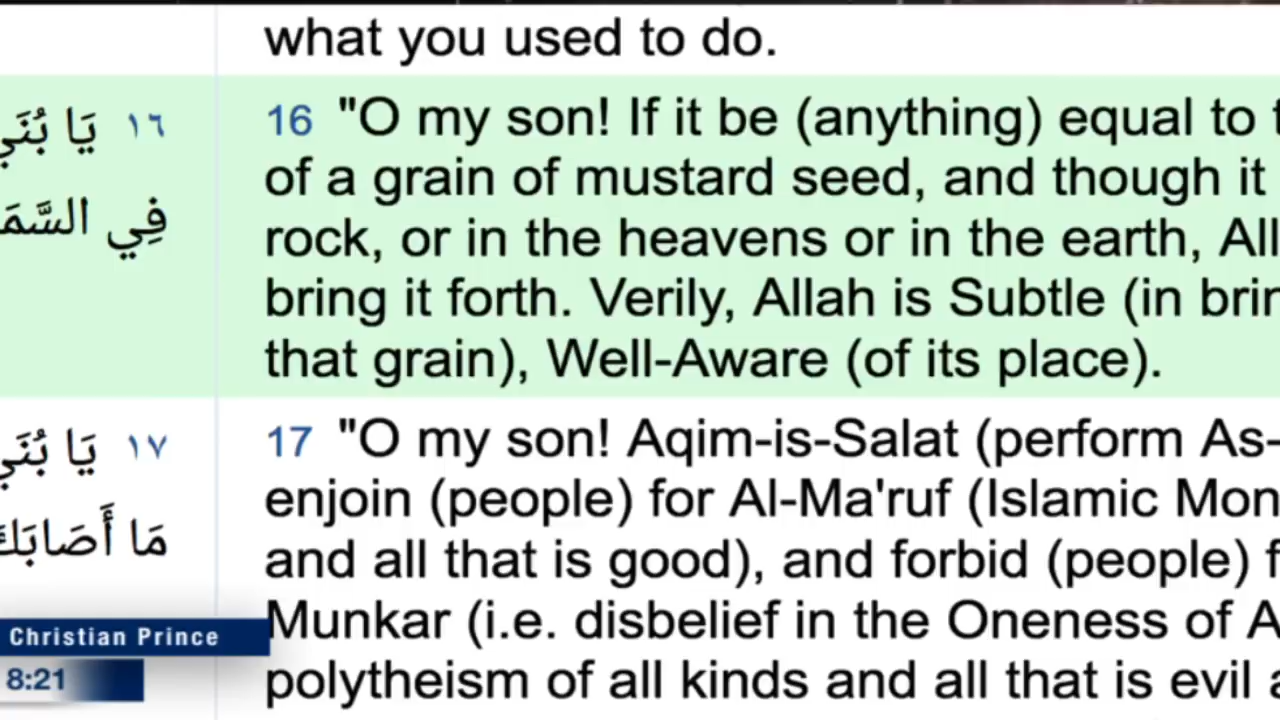 what you used to do.
١٦ يَا بُنَيَّ
فِي السَّمَ
16 "O my son! If it be (anything) equal to
of a grain of mustard seed, and though it
rock, or in the heavens or in the earth, All
bring it forth. Verily, Allah is Subtle (in brin
that grain), Well-Aware (of its place).
١٧ يَا بُنَيَّ
مَا أَصَابَكَ
17 "O my son! Aqim-is-Salat (perform As-
enjoin (people) for Al-Ma'ruf (Islamic Mon
and all that is good), and forbid (people) f
Munkar (i.e. disbelief in the Oneness of A
polytheism of all kinds and all that is evil a
Christian Prince
8:21